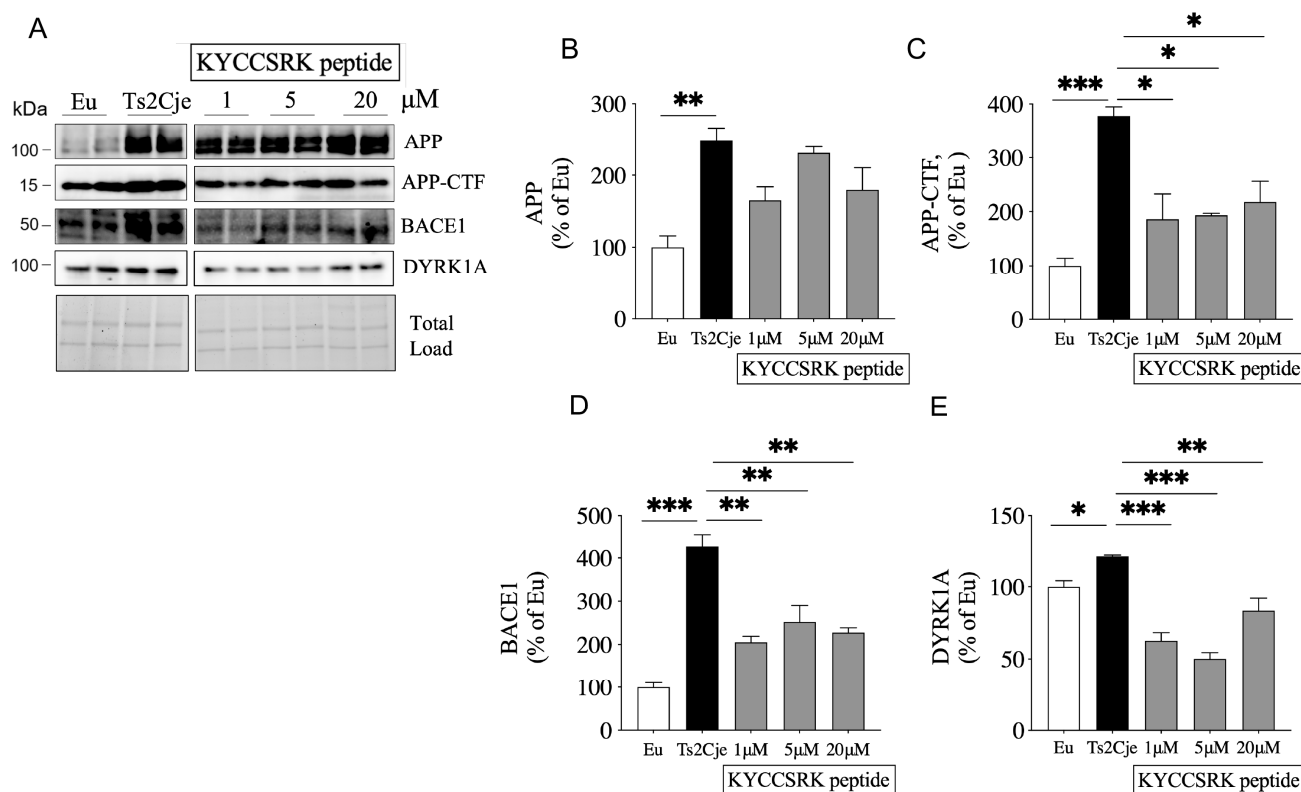 A
KYCCSRK peptide
kDa Eu Ts2Cje 1 5 20 μM
100 APP
15 APP-CTF
50 BACE1
100 DYRK1A
Total
Load
B
**
300
200
100
0
APP
(% of Eu)
Eu Ts2Cje 1μM 5μM 20μM
KYCCSRK peptide
C
*
*
*** *
400
300
200
100
0
APP-CTF,
(% of Eu )
Eu Ts2Cje 1μM 5μM 20μM
KYCCSRK peptide
D
**
**
*** **
500
400
300
200
100
0
BACE1
(% of Eu)
Eu Ts2Cje 1μM 5μM 20μM
KYCCSRK peptide
E
**
***
* ***
150
100
50
0
DYRK1A
(% of Eu)
Eu Ts2Cje 1μM 5μM 20μM
KYCCSRK peptide